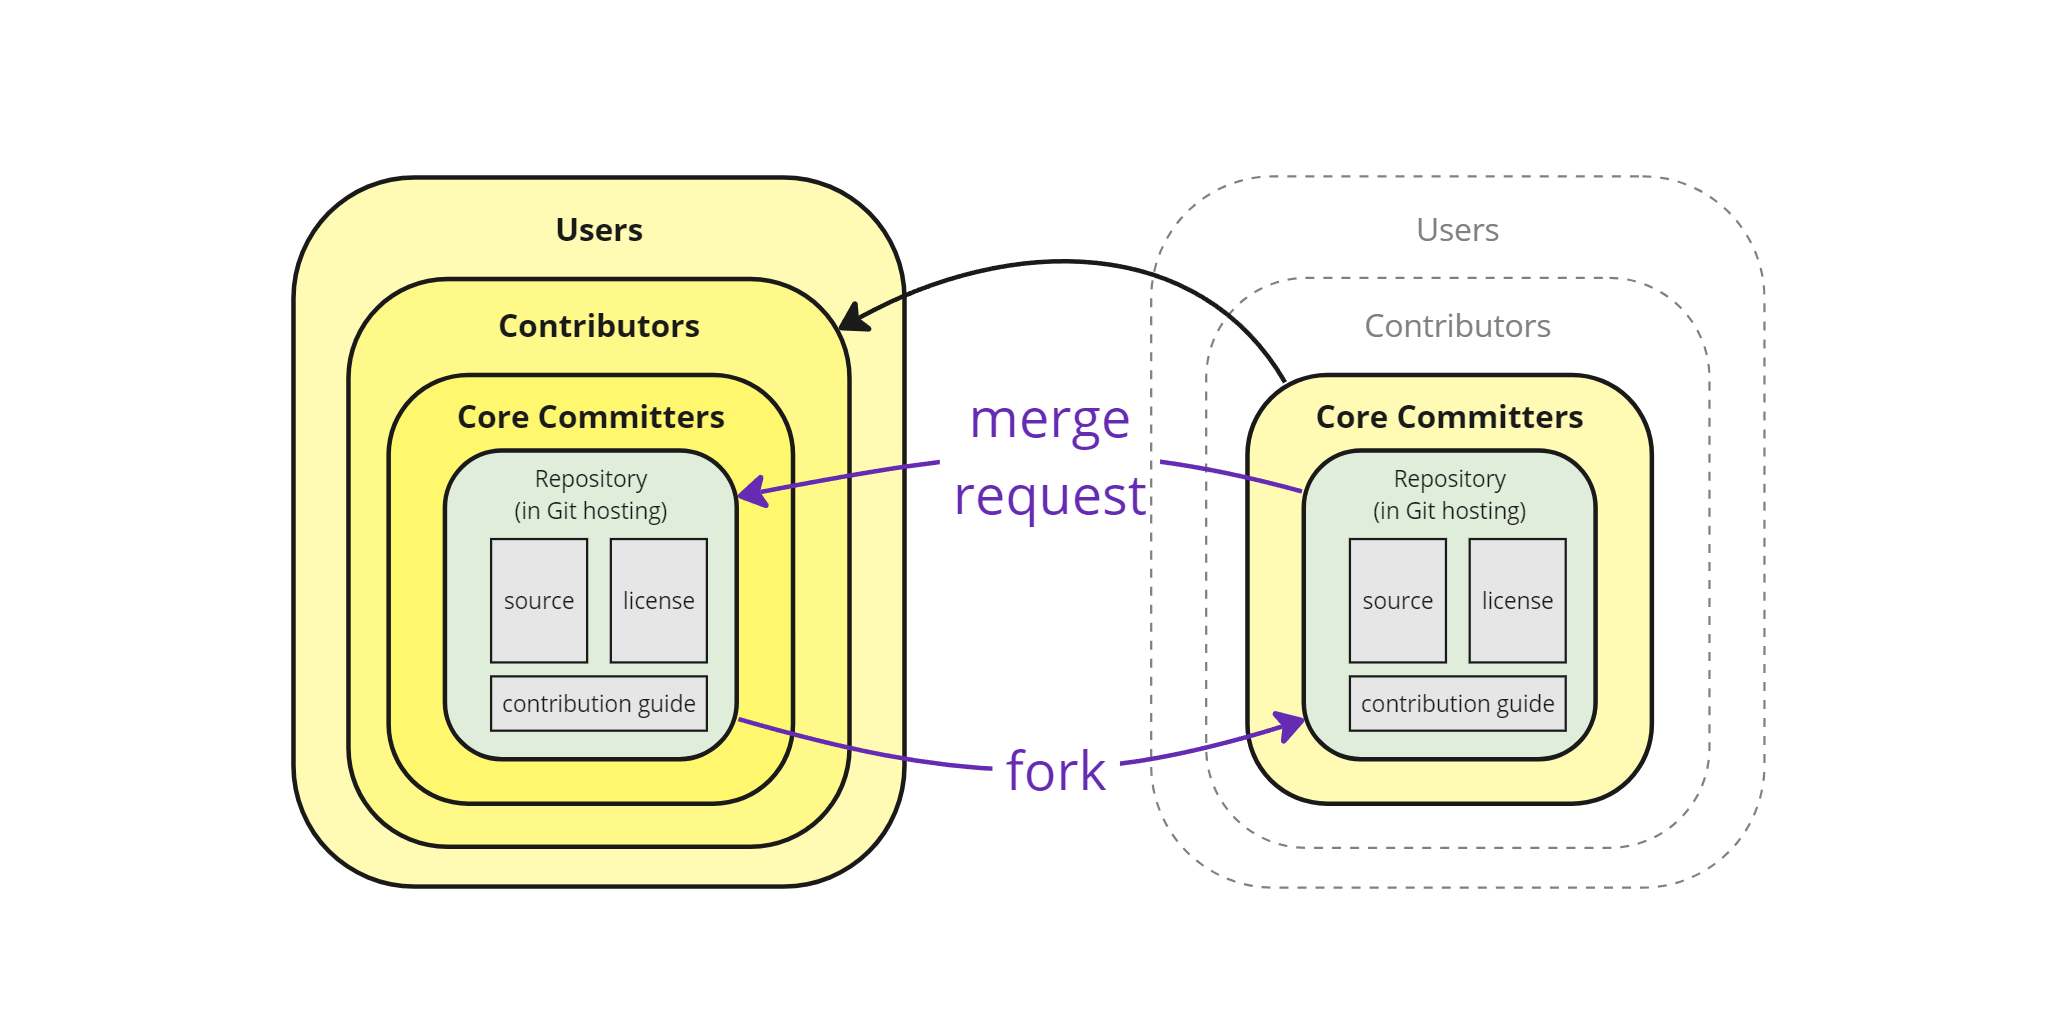 Users
Contributors
Core Committers
Repository
(in Git hosting)
source
license
contribution guide
merge
request
fork
Users
Contributors
Core Committers
Repository
(in Git hosting)
source
license
contribution guide